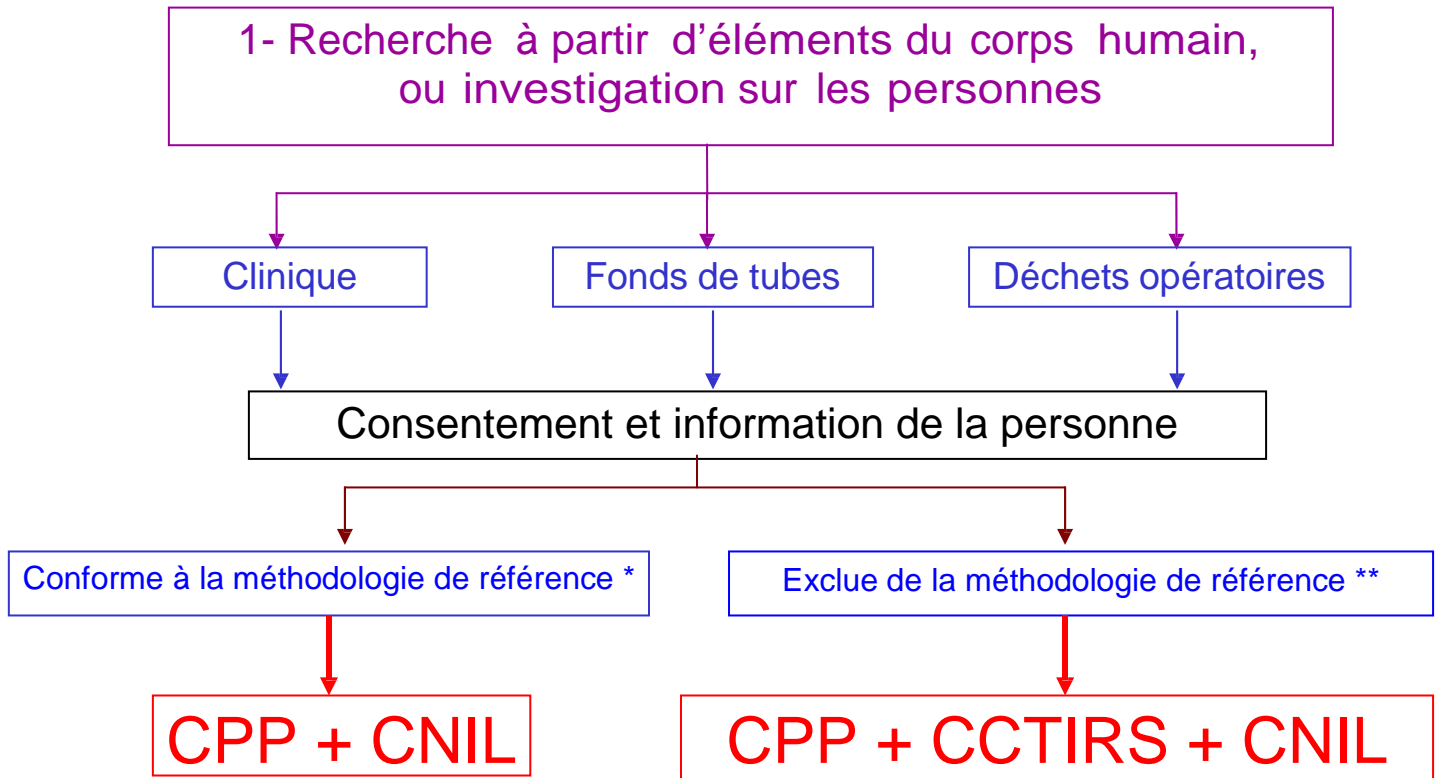 1- Recherche à partir d’éléments du corps humain,
ou investigation sur les personnes
Clinique
Fonds de tubes
Déchets opératoires
Consentement et information de la personne
Conforme à la méthodologie de référence *
Exclue de la méthodologie de référence **
CPP + CNIL
CPP + CCTIRS + CNIL